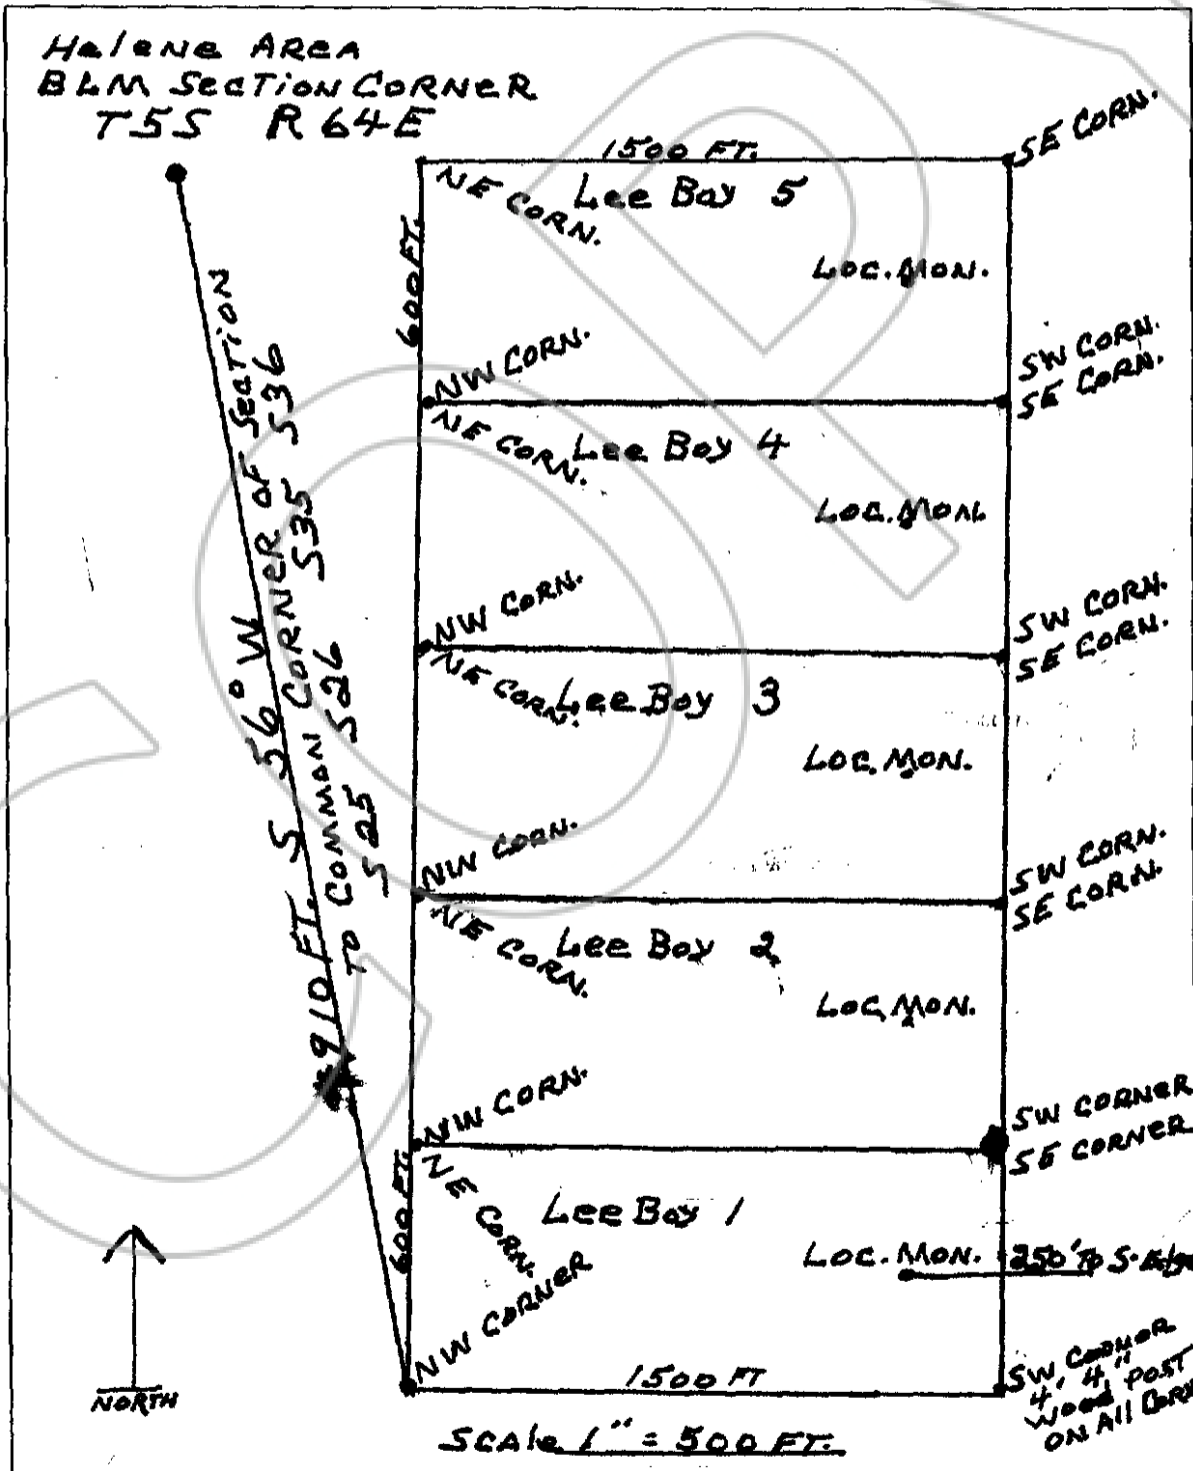 Helene AREA
BLM SECTION CORNER
T5S R64E
1500 FT.
SE CORN.
NE CORN.
Lee Boy 5
600 FT.
LOC. MON.
NW CORN.
SW CORN.
SE CORN.
NE CORN.
Lee Boy 4
LOC. MON.
NW CORN.
SW CORN.
SE CORN.
NE CORN.
Lee Boy 3
LOC. MON.
910 FT. S 56° W
TO COMMON CORNER OF SECTION
S25 S26 S35 S36
NW CORN.
SW CORN.
SE CORN.
NE CORN.
Lee Boy 2
LOC. MON.
NW CORN.
SW CORNER
SE CORNER
NE CORN.
600 FT.
Lee Boy 1
LOC. MON. 250' To S. Edge
NW CORNER
NORTH
1500 FT
SW CORNER
4, 4,"
WOOD POST
ON All
SCAle 1" = 500 FT.
COPY